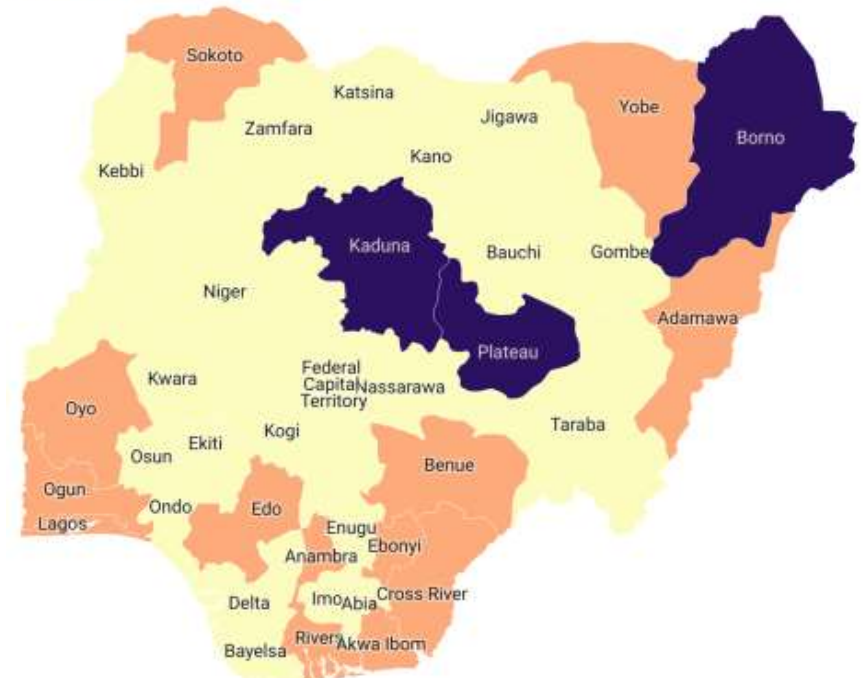 Sokoto
Katsina
Yobe
Jigawa
Zamfara
Borno
Kano
Kebbi
Kaduna
Bauchi
Gombe
Niger
Adamawa
Plateau
Federal
Capital
Territory
Nassarawa
Kwara
Oyo
Taraba
Kogi
Ekiti
Osun
Benue
Ogun
Ondo
Edo
Lagos
Enugu
Ebonyi
Anambra
Cross River
Delta
Imo
Abia
Rivers
Akwa Ibom
Bayelsa